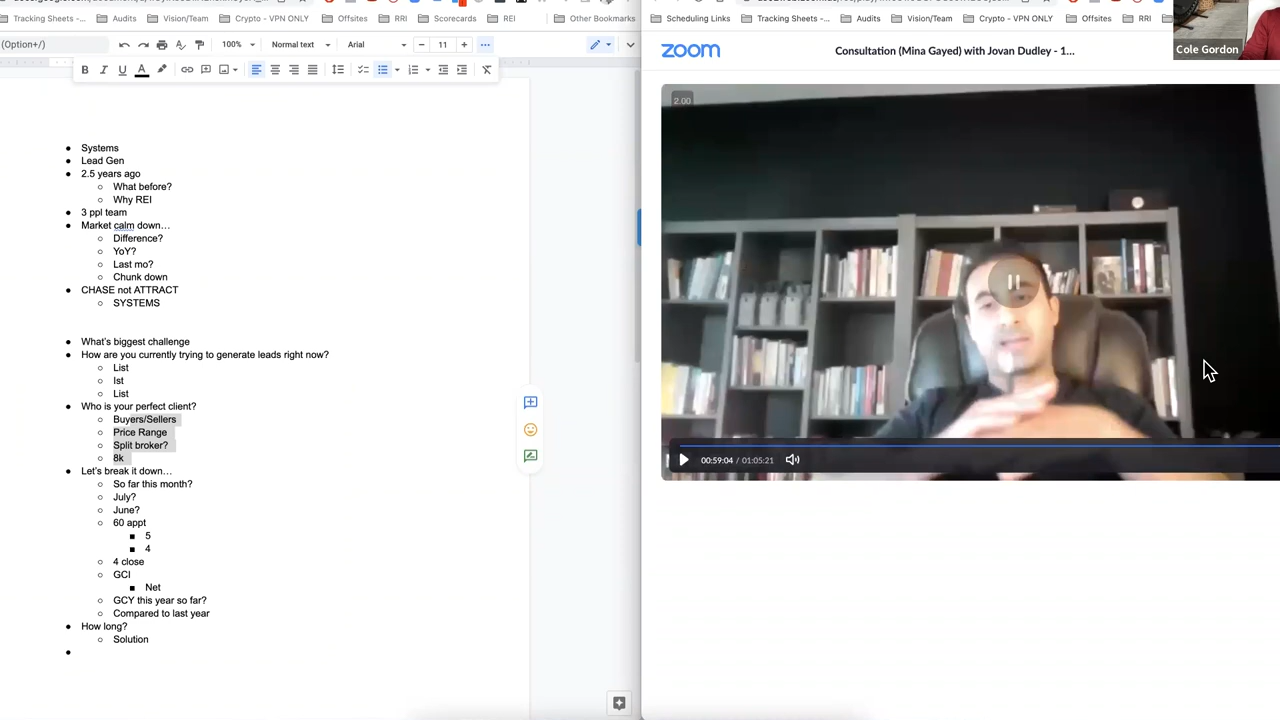 Tracking Sheets -...
Audits
Vision/Team
Crypto - VPN ONLY
Offsites
RRI
Scorecards
REI
Other Bookmarks
(Option+/)
100%
Normal text
Arial
11
B I U A
Systems
Lead Gen
2.5 years ago
What before?
Why REI
3 ppl team
Market calm down…
Difference?
YoY?
Last mo?
Chunk down
CHASE not ATTRACT
SYSTEMS
What's biggest challenge
How are you currently trying to generate leads right now?
List
Ist
List
Who is your perfect client?
Buyers/Sellers
Price Range
Split broker?
8k
Let's break it down…
So far this month?
July?
June?
60 appt
5
4
4 close
GCI
Net
GCY this year so far?
Compared to last year
How long?
Solution
Scheduling Links
Tracking Sheets -...
Audits
Vision/Team
Crypto - VPN ONLY
Offsites
RRI
Cole Gordon
zoom
Consultation (Mina Gayed) with Jovan Dudley - 1...
2.00
00:59:04 / 01:05:21